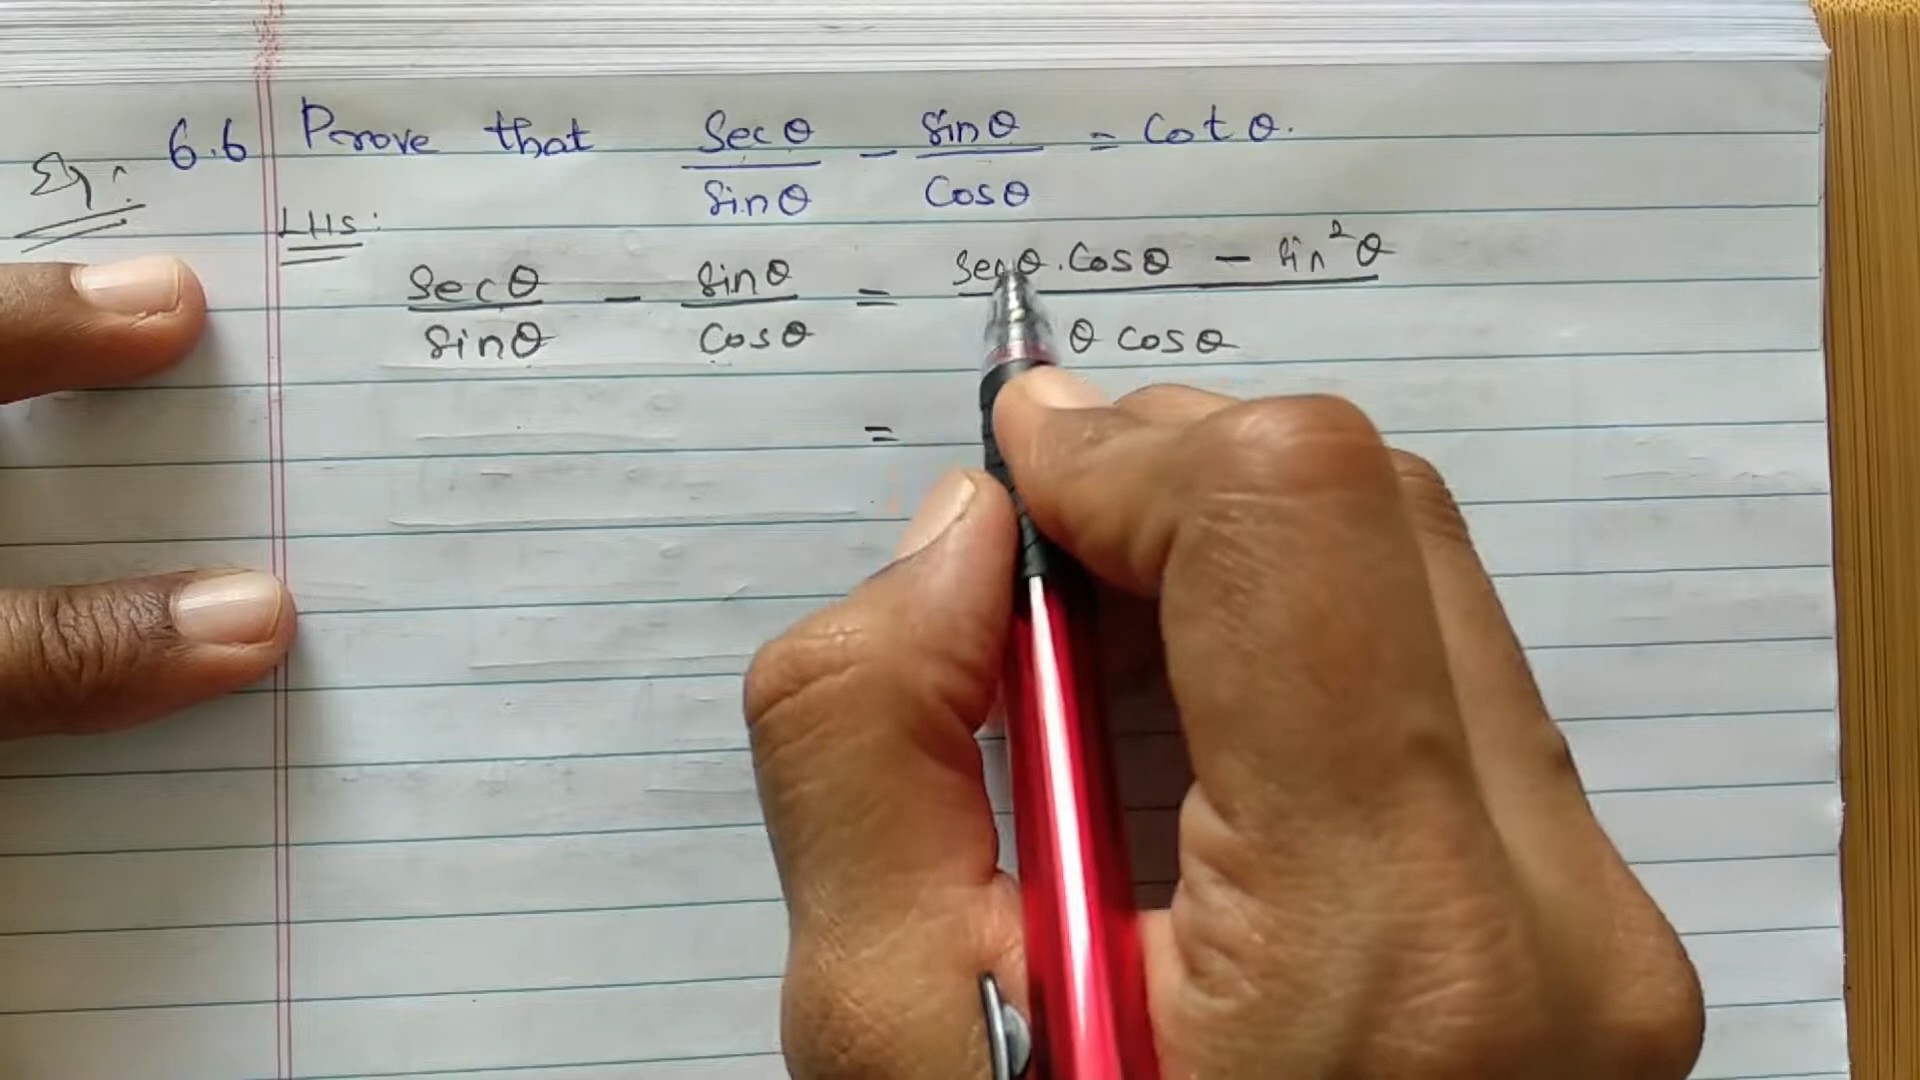 Eg: 6.6 Prove that secθ/sinθ - sinθ/cosθ = cotθ.
LHS:
secθ/sinθ - sinθ/cosθ = secθ.cosθ - sin²θ/θ cosθ
=